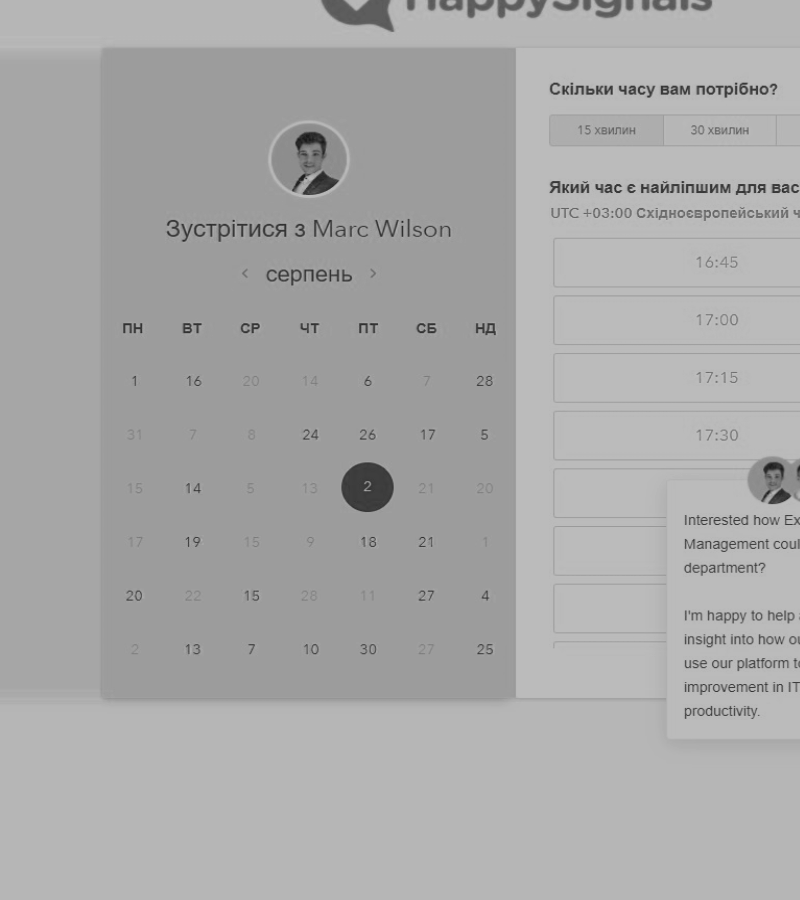 HappySignals
Зустрітися з Marc Wilson
‹ серпень ›
ПН ВТ СР ЧТ ПТ СБ НД
1 16 20 14 6 7 28
31 7 8 24 26 17 5
15 14 5 13 2 21 20
17 19 15 9 18 21 1
20 22 15 28 11 27 4
2 13 7 10 30 27 25
Скільки часу вам потрібно?
15 хвилин 30 хвилин
Який час є найліпшим для вас
UTC +03:00 Східноєвропейський ч
16:45
17:00
17:15
17:30
Interested how Ex
Management coul
department?
I'm happy to help
insight into how ou
use our platform to
improvement in IT
productivity.